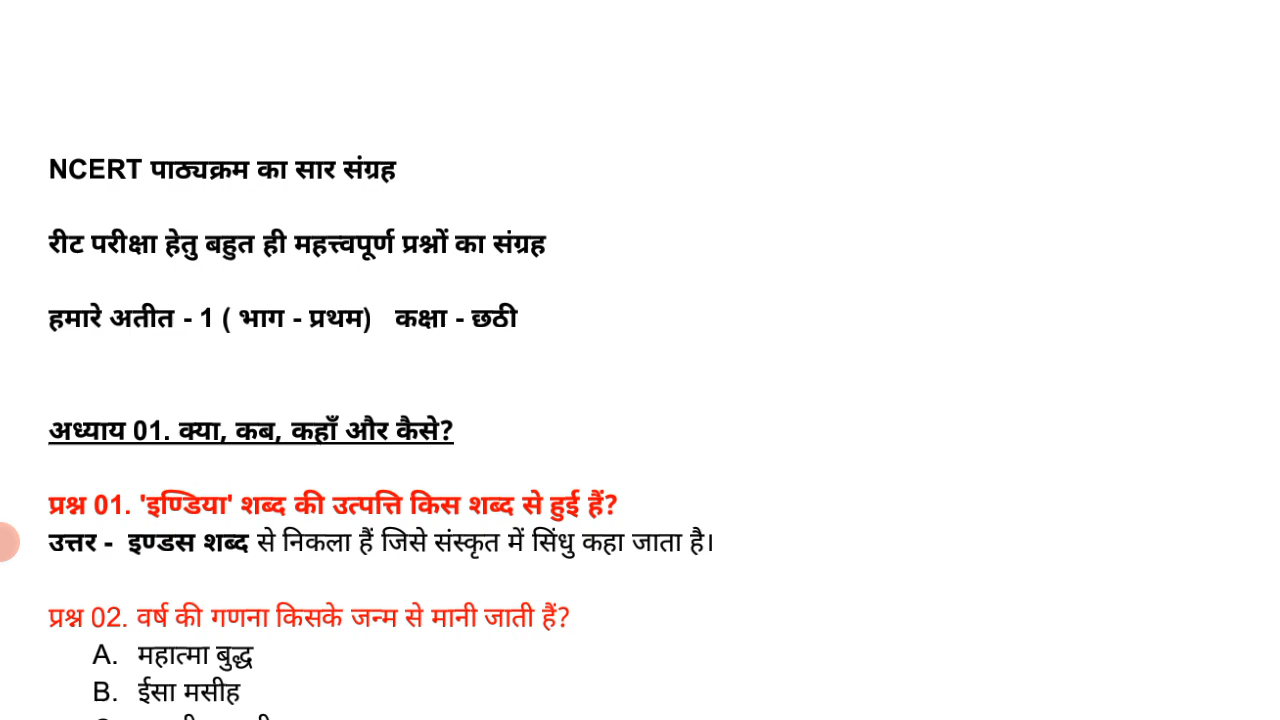 NCERT पाठ्यक्रम का सार संग्रह
रीट परीक्षा हेतु बहुत ही महत्त्वपूर्ण प्रश्नों का संग्रह
हमारे अतीत - 1 ( भाग - प्रथम) कक्षा - छठी
अध्याय 01. क्या, कब, कहाँ और कैसे?
प्रश्न 01. 'इण्डिया' शब्द की उत्पत्ति किस शब्द से हुई हैं?
उत्तर - इण्डस शब्द से निकला हैं जिसे संस्कृत में सिंधु कहा जाता है।
प्रश्न 02. वर्ष की गणना किसके जन्म से मानी जाती हैं?
A. महात्मा बुद्ध
B. ईसा मसीह